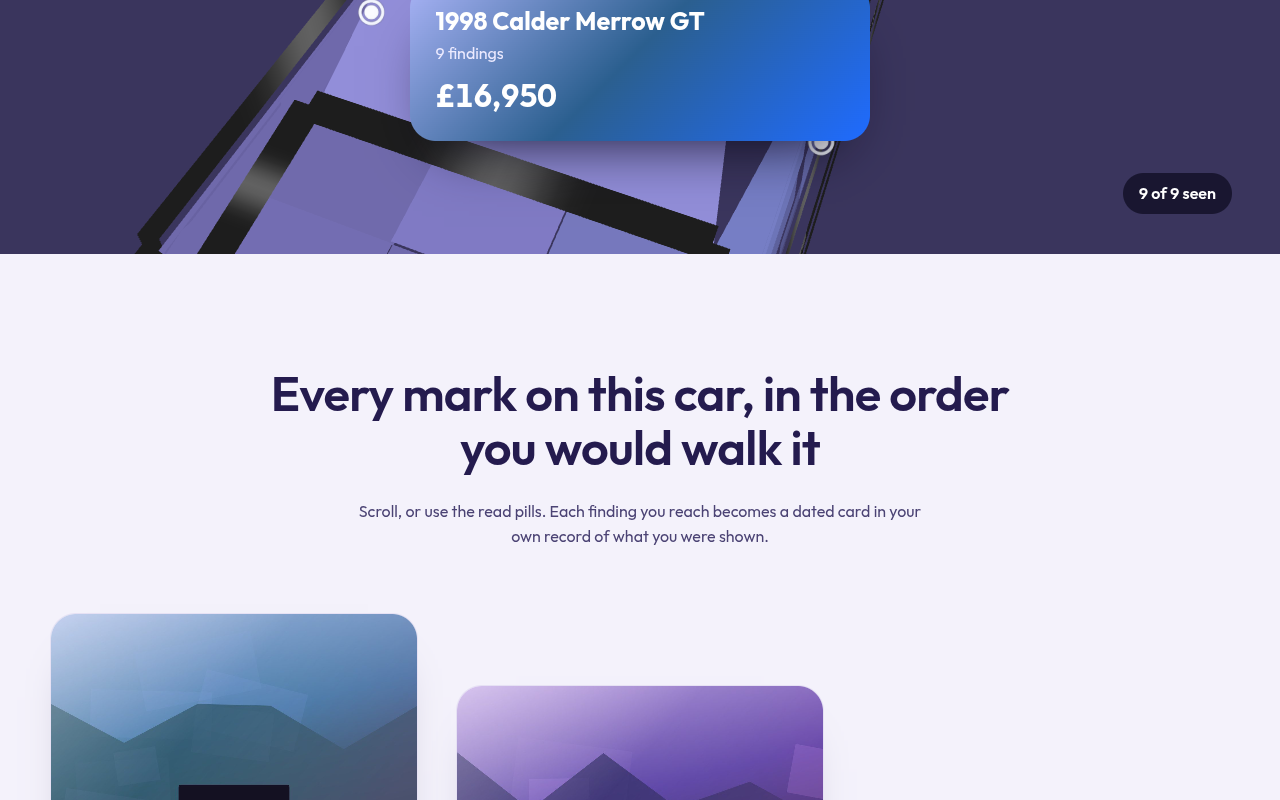 1998 Calder Merrow GT
9 findings
£16,950
9 of 9 seen
Every mark on this car, in the order
you would walk it
Scroll, or use the read pills. Each finding you reach becomes a dated card in your
own record of what you were shown.